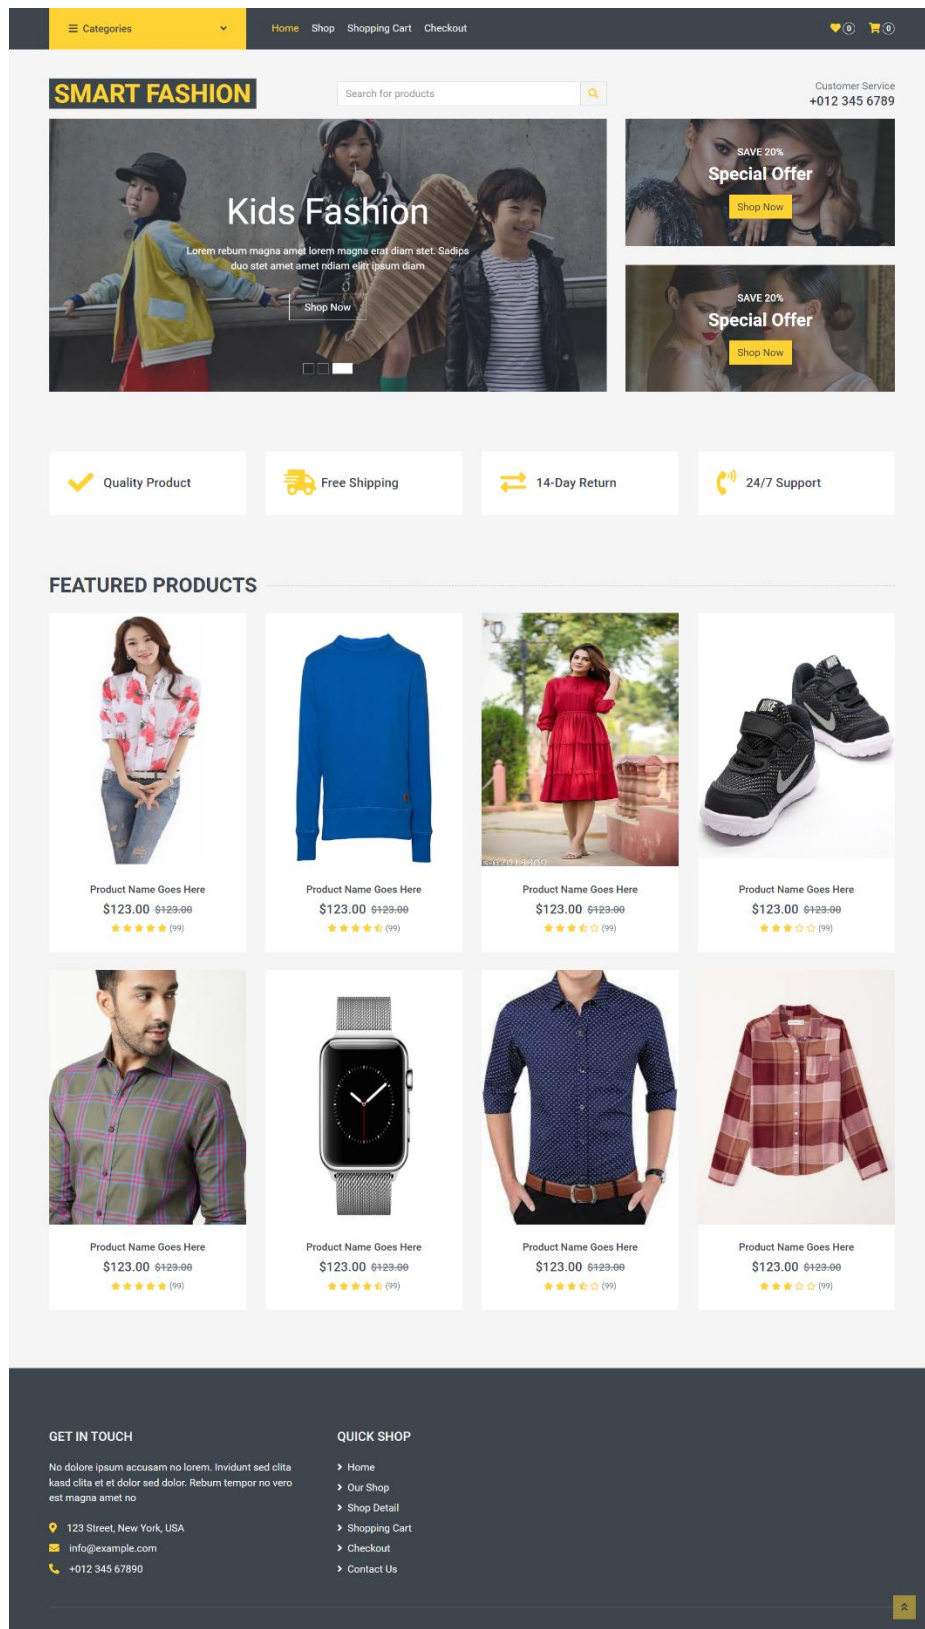 Categories
Home Shop Shopping Cart Checkout
0 0
SMART FASHION
Search for products
Customer Service
+012 345 6789
Kids Fashion
Lorem rebum magna amet lorem magna erat diam stet. Sadips
duo stet amet amet ndiam elitr ipsum diam
Shop Now
SAVE 20%
Special Offer
Shop Now
SAVE 20%
Special Offer
Shop Now
Quality Product
Free Shipping
14-Day Return
24/7 Support
FEATURED PRODUCTS
NIKE
Product Name Goes Here
$123.00 $123.00
(99)
Product Name Goes Here
$123.00 $123.00
(99)
Product Name Goes Here
$123.00 $123.00
(99)
Product Name Goes Here
$123.00 $123.00
(99)
Product Name Goes Here
$123.00 $123.00
(99)
Product Name Goes Here
$123.00 $123.00
(99)
Product Name Goes Here
$123.00 $123.00
(99)
Product Name Goes Here
$123.00 $123.00
(99)
GET IN TOUCH
No dolore ipsum accusam no lorem. Invidunt sed clita
kasd clita et et dolor sed dolor. Rebum tempor no vero
est magna amet no
123 Street, New York, USA
info@example.com
+012 345 67890
QUICK SHOP
Home
Our Shop
Shop Detail
Shopping Cart
Checkout
Contact Us